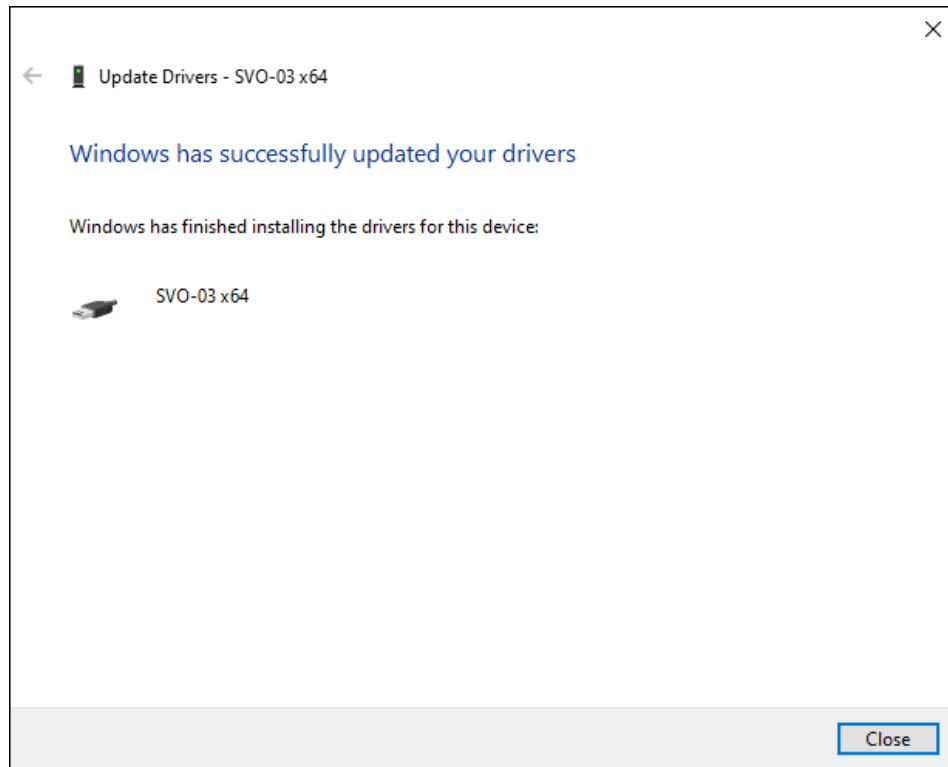 Update Drivers - SVO-03 x64
Windows has successfully updated your drivers
Windows has finished installing the drivers for this device:
SVO-03 x64
Close